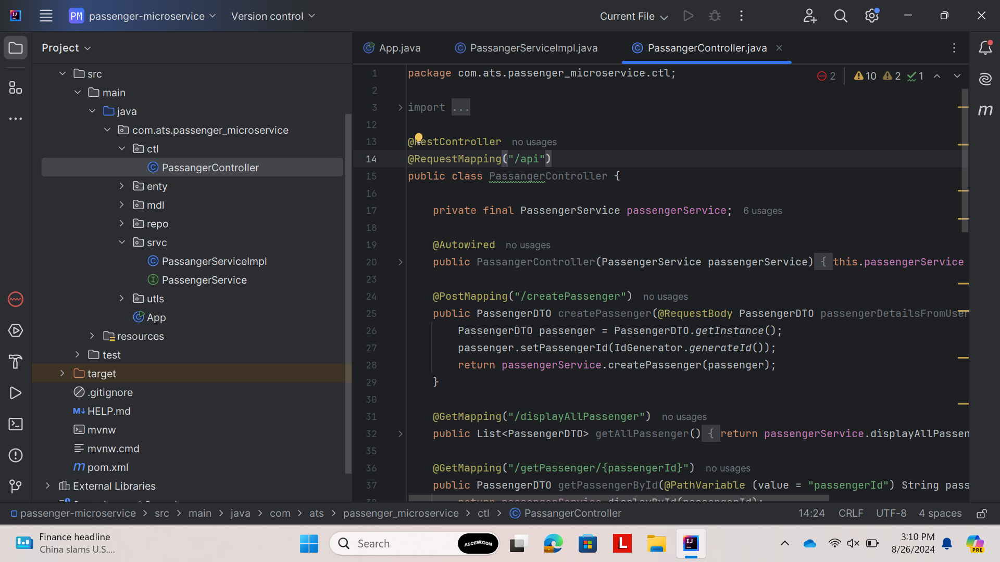 PM passenger-microservice
Version control
Current File
Project
src
main
java
com.ats.passenger_microservice
ctl
PassangerController
enty
mdl
repo
srvc
PassangerServiceImpl
PassengerService
utls
App
resources
test
target
.gitignore
HELP.md
mvnw
mvnw.cmd
pom.xml
External Libraries
App.java
PassangerServiceImpl.java
PassangerController.java
2 10 2 1
1 package com.ats.passenger_microservice.ctl;
2
3 import ...
12
13 @RestController no usages
14 @RequestMapping("/api")
15 public class PassangerController {
16
17 private final PassengerService passengerService; 6 usages
18
19 @Autowired no usages
20 public PassangerController(PassengerService passengerService) { this.passengerService
23
24 @PostMapping("/createPassenger") no usages
25 public PassengerDTO createPassenger(@RequestBody PassengerDTO passengerDetailsFromUser
26 PassengerDTO passenger = PassengerDTO.getInstance();
27 passenger.setPassengerId(IdGenerator.generateId());
28 return passengerService.createPassenger(passenger);
29 }
30
31 @GetMapping("/displayAllPassenger") no usages
32 public List<PassengerDTO> getAllPassenger() { return passengerService.displayAllPassen
35
36 @GetMapping("/getPassenger/{passengerId}") no usages
37 public PassengerDTO getPassengerById(@PathVariable (value = "passengerId") String pass
38 return passengerService.displayById(passengerId);
passenger-microservice > src > main > java > com > ats > passenger_microservice > ctl > PassangerController
14:24 CRLF UTF-8 4 spaces
Finance headline
China slams U.S....
Search
ASCENDION
3:10 PM
8/26/2024
PRE